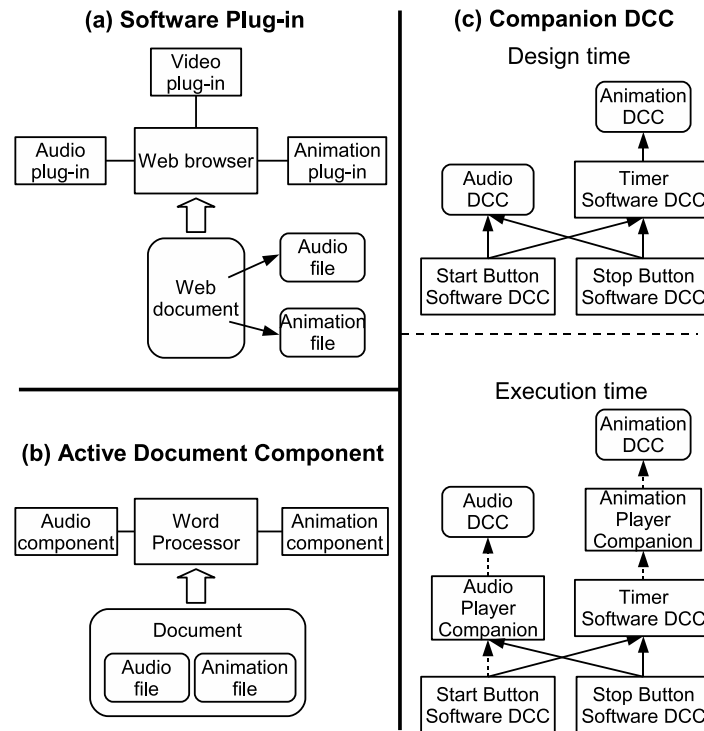 (a) Software Plug-in
Video
plug-in
Audio
plug-in
Web browser
Animation
plug-in
Web
document
Audio
file
Animation
file
(b) Active Document Component
Audio
component
Word
Processor
Animation
component
Document
Audio
file
Animation
file
(c) Companion DCC
Design time
Animation
DCC
Audio
DCC
Timer
Software DCC
Start Button
Software DCC
Stop Button
Software DCC
Execution time
Animation
DCC
Audio
DCC
Animation
Player
Companion
Audio
Player
Companion
Timer
Software DCC
Start Button
Software DCC
Stop Button
Software DCC